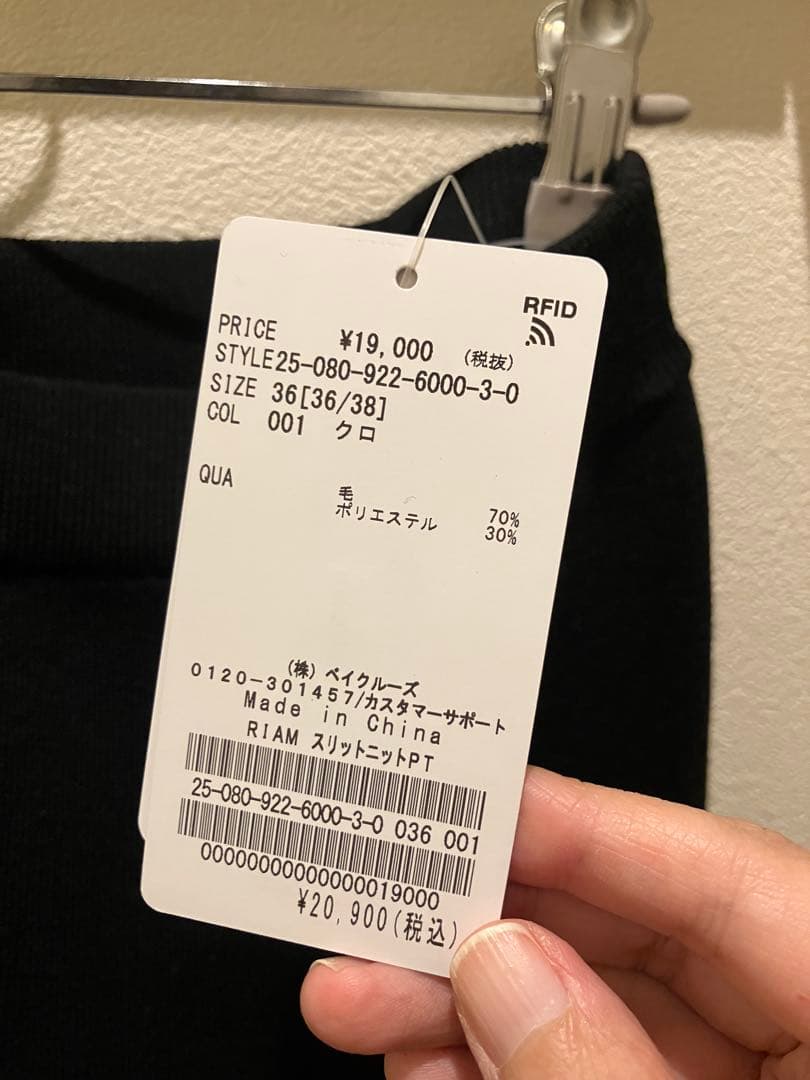 RFID
PRICE ¥19,000 (税抜)
STYLE25-080-922-6000-3-0
SIZE 36[36/38]
COL 001 クロ
QUA
毛 70%
ポリエステル 30%
(株) ベイクルーズ
0120-301457/カスタマーサポート
Made in China
RIAM スリットニットPT
25-080-922-6000-3-0 036 001
00000000000000019000
¥20,900(税込)